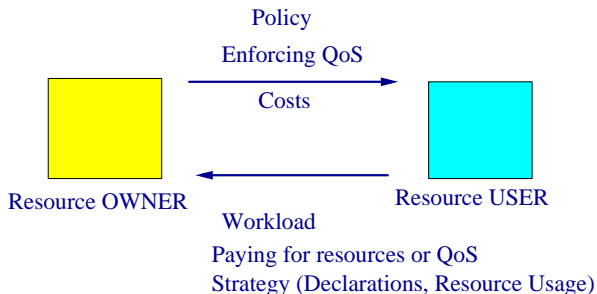 Policy
Enforcing QoS
Costs
Resource OWNER
Resource USER
Workload
Paying for resources or QoS
Strategy (Declarations, Resource Usage)